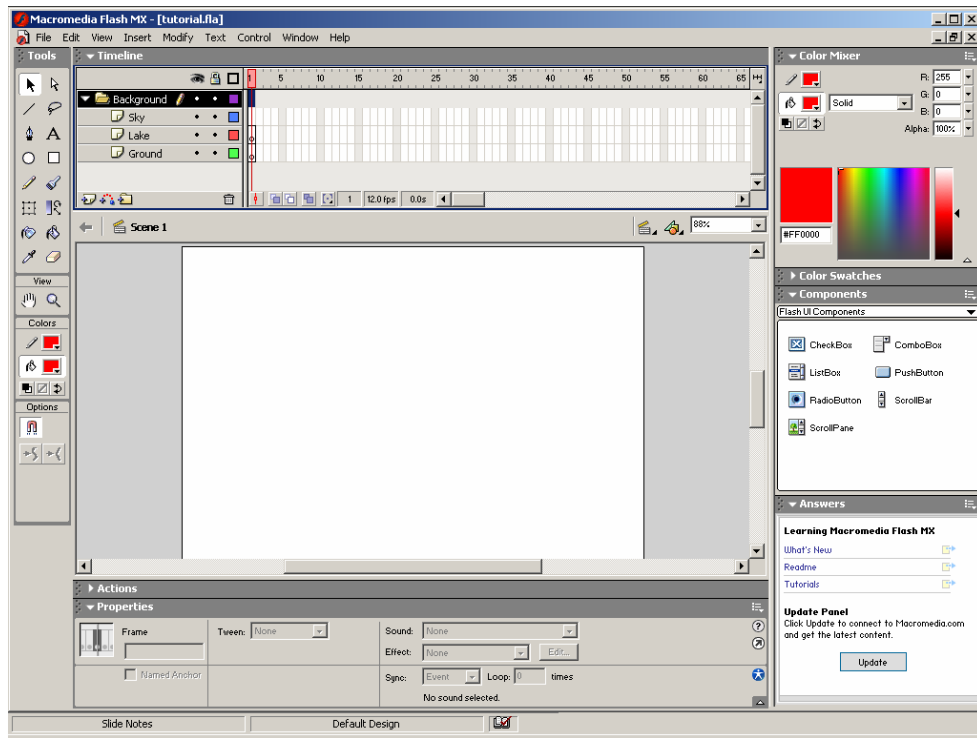 Macromedia Flash MX - [tutorial.fla]
File Edit View Insert Modify Text Control Window Help
Tools
Timeline
1 5 10 15 20 25 30 35 40 45 50 55 60 65
Background
Sky
Lake
Ground
1 12.0 fps 0.0s
Scene 1
88%
View
Colors
Options
Actions
Properties
Frame
Tween: None
Sound: None
Effect: None Edit...
Named Anchor
Sync: Event Loop: 0 times
No sound selected.
Color Mixer
R: 255
Solid
G: 0
B: 0
Alpha: 100%
#FF0000
Color Swatches
Components
Flash UI Components
CheckBox ComboBox
ListBox PushButton
RadioButton ScrollBar
ScrollPane
Answers
Learning Macromedia Flash MX
What's New
Readme
Tutorials
Update Panel
Click Update to connect to Macromedia.com
and get the latest content.
Update
Slide Notes Default Design